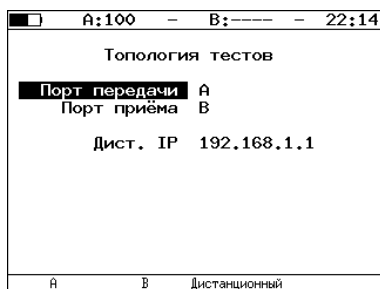 A:100 – B:---- – 22:14
Топология тестов
Порт передачи A
Порт приёма B
Дист. IP 192.168.1.1
A B Дистанционный